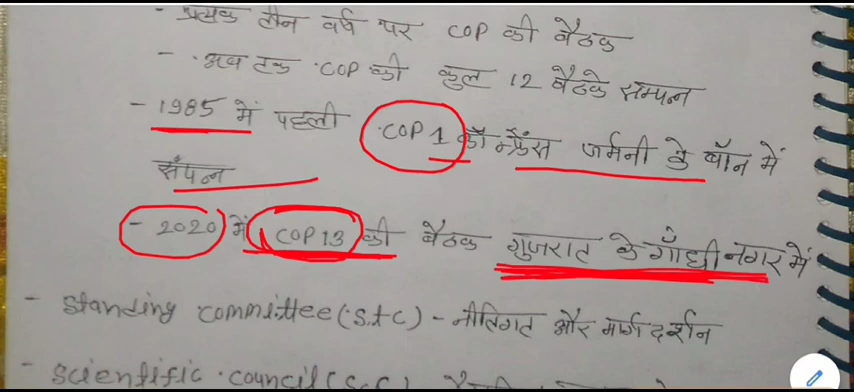 - प्रत्येक तीन वर्ष पर COP की बैठक
- अब तक COP की कुल 12 बैठके सम्पन्न
- 1985 में पहली COP 1 कॉन्फ्रेंस जर्मनी के बॉन में
संपन्न
- 2020 में COP 13 की बैठक गुजरात के गाँधीनगर में
- Standing committee (S.t.C) - नीतिगत और मार्गदर्शन
- Scientific council (S.C)